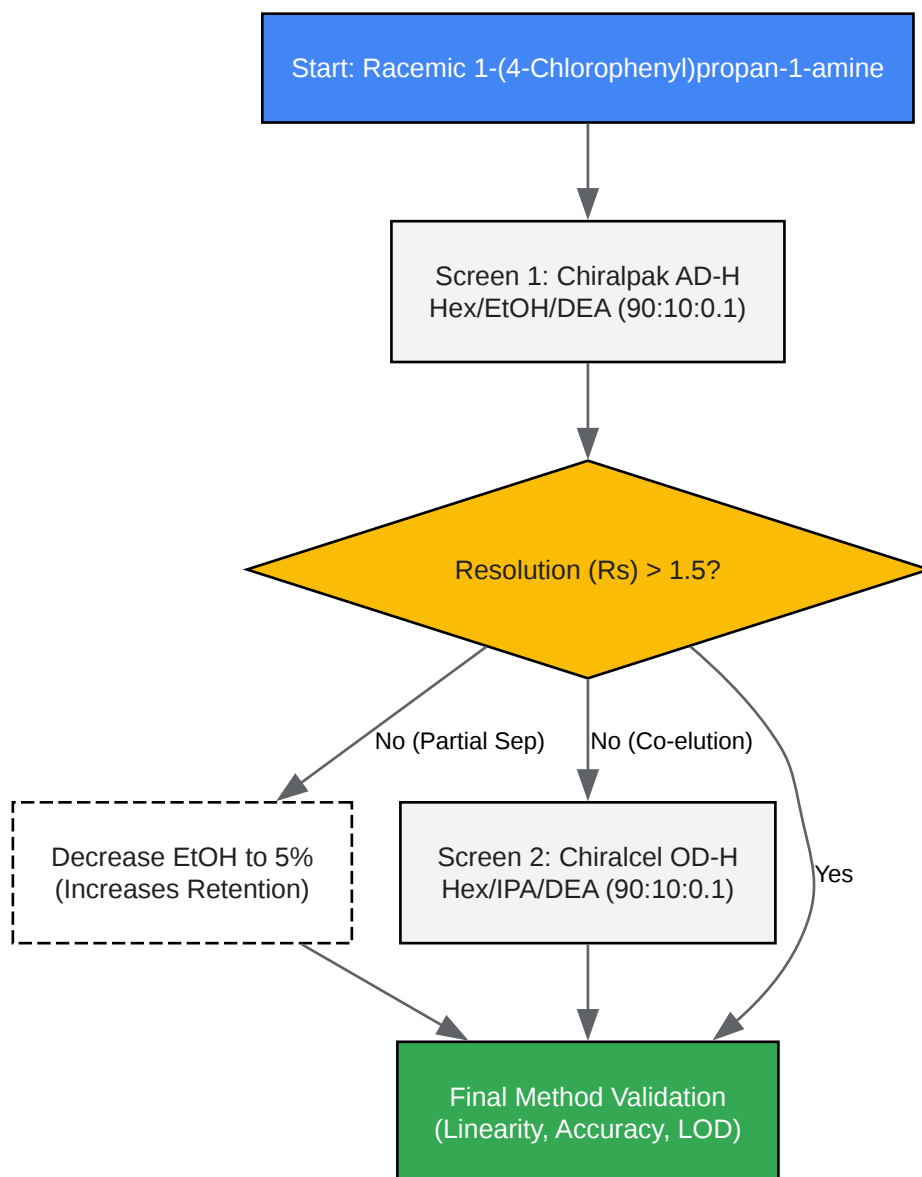 Start: Racemic 1-(4-Chlorophenyl)propan-1-amine
Screen 1: Chiralpak AD-H
Hex/EtOH/DEA (90:10:0.1)
Resolution (Rs) > 1.5?
No (Partial Sep)
No (Co-elution)
Yes
Decrease EtOH to 5%
(Increases Retention)
Screen 2: Chiralcel OD-H
Hex/IPA/DEA (90:10:0.1)
Final Method Validation
(Linearity, Accuracy, LOD)